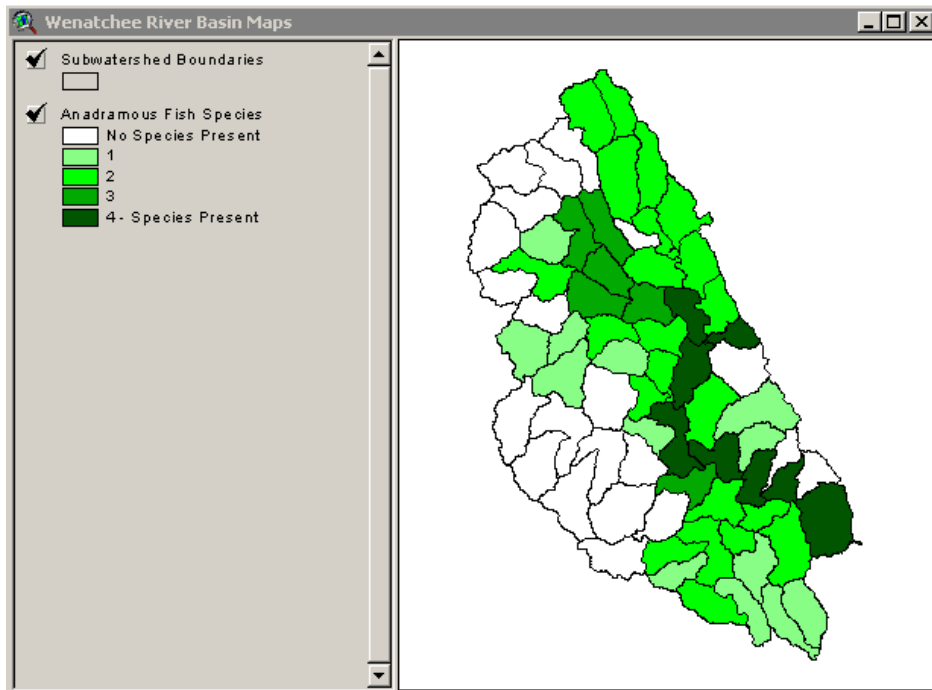 Wenatchee River Basin Maps
Subwatershed Boundaries
Anadramous Fish Species
No Species Present
1
2
3
4- Species Present